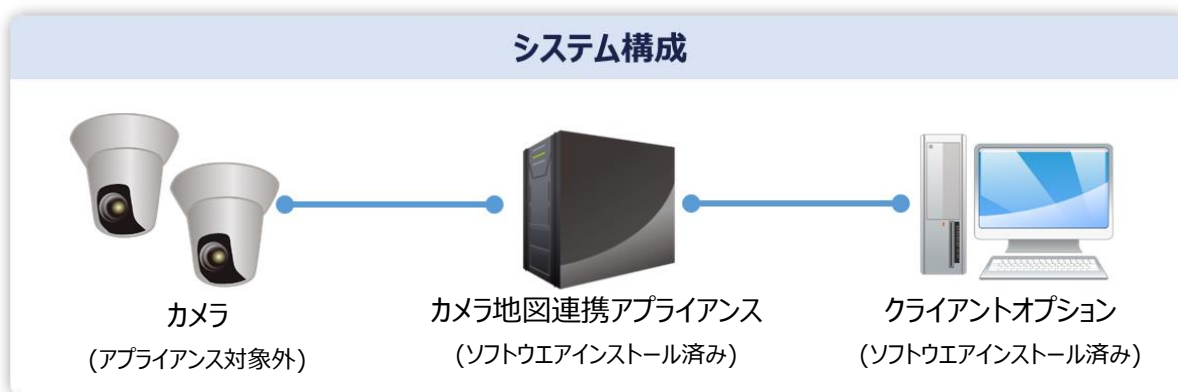 システム構成
カメラ
(アプライアンス対象外)
カメラ地図連携アプライアンス
(ソフトウエアインストール済み)
クライアントオプション
(ソフトウエアインストール済み)